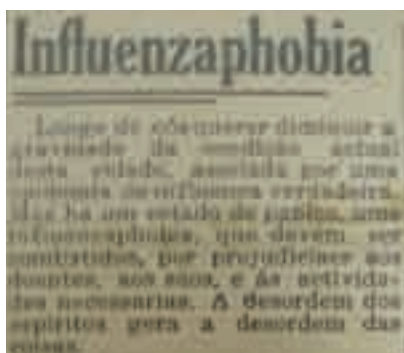 Influenzaphobia
Longe de diminuir a
gravidade da condição actual
desta cidade, assolada por uma
epidemia de influenza verdadeira.
Mas ha um estado de panico, uma
influenzaphobia, que devem ser
combatidos, por prejudiciaes aos
doentes, aos sãos, e ás activida-
des necessarias. A desordem dos
espiritos gera a desordem das
coisas.